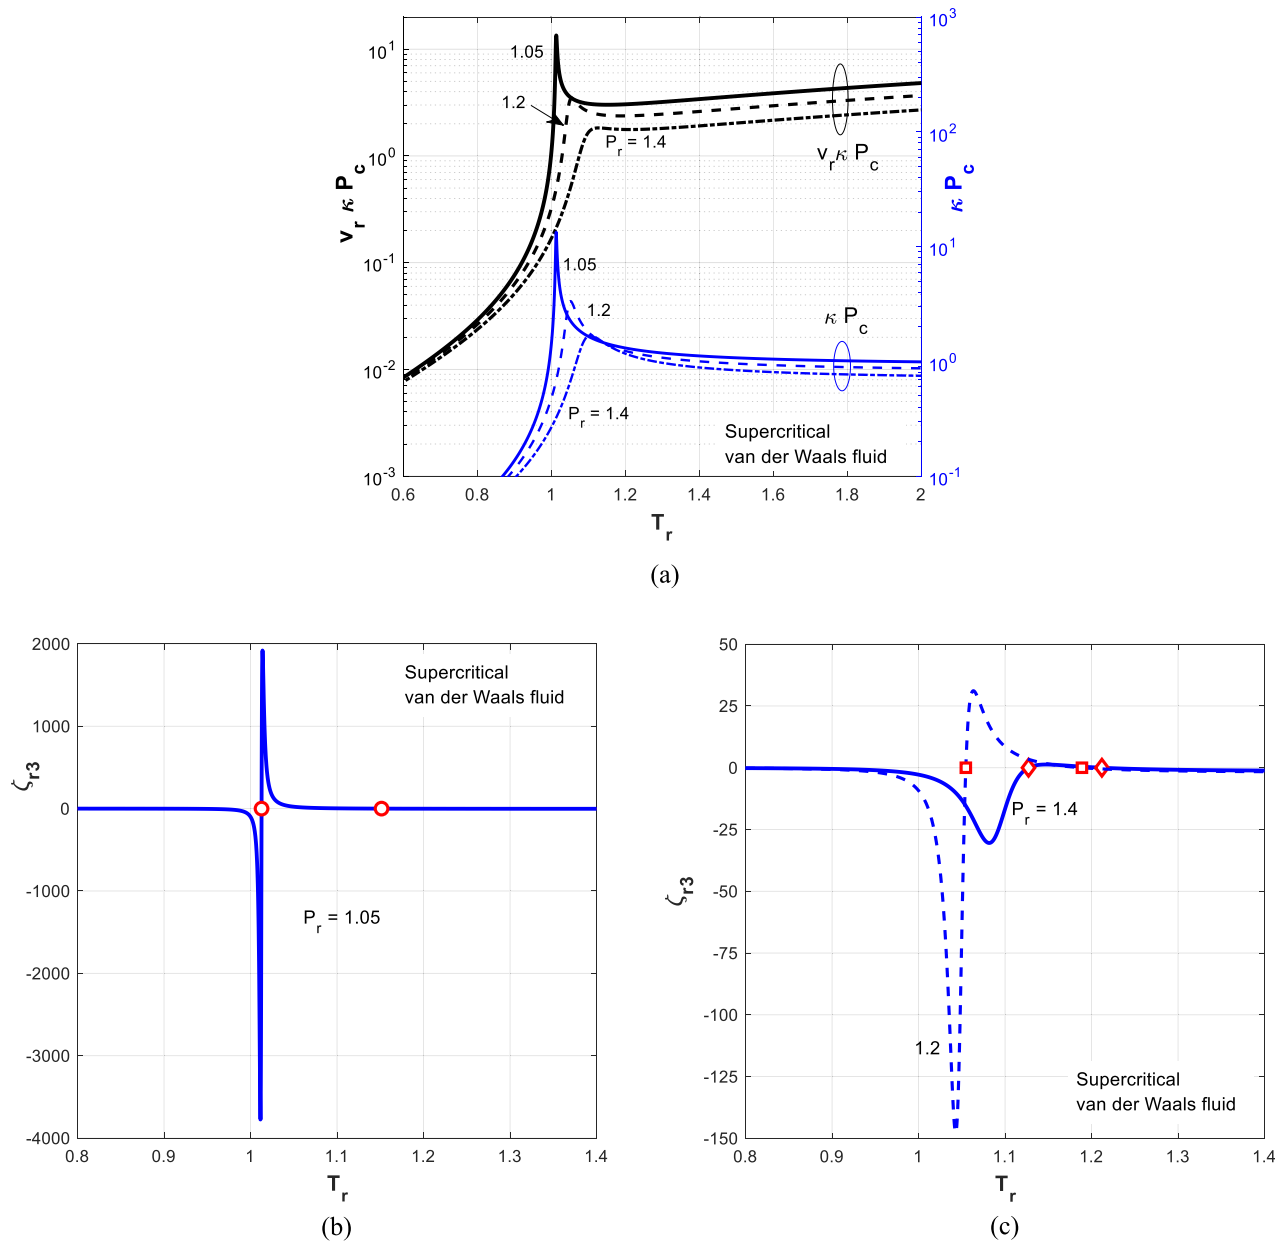 10^1
10^0
10^-1
10^-2
10^-3
v_r κ P_c
10^3
10^2
10^1
10^0
10^-1
κ P_c
1.05
1.2
P_r = 1.4
v_r κ P_c
1.05
1.2
κ P_c
P_r = 1.4
Supercritical
van der Waals fluid
0.6 0.8 1 1.2 1.4 1.6 1.8 2
T_r
(a)
2000
1000
0
-1000
-2000
-3000
-4000
ζ_r3
Supercritical
van der Waals fluid
P_r = 1.05
0.8 0.9 1 1.1 1.2 1.3 1.4
T_r
(b)
50
25
0
-25
-50
-75
-100
-125
-150
ζ_r3
P_r = 1.4
1.2
Supercritical
van der Waals fluid
0.8 0.9 1 1.1 1.2 1.3 1.4
T_r
(c)